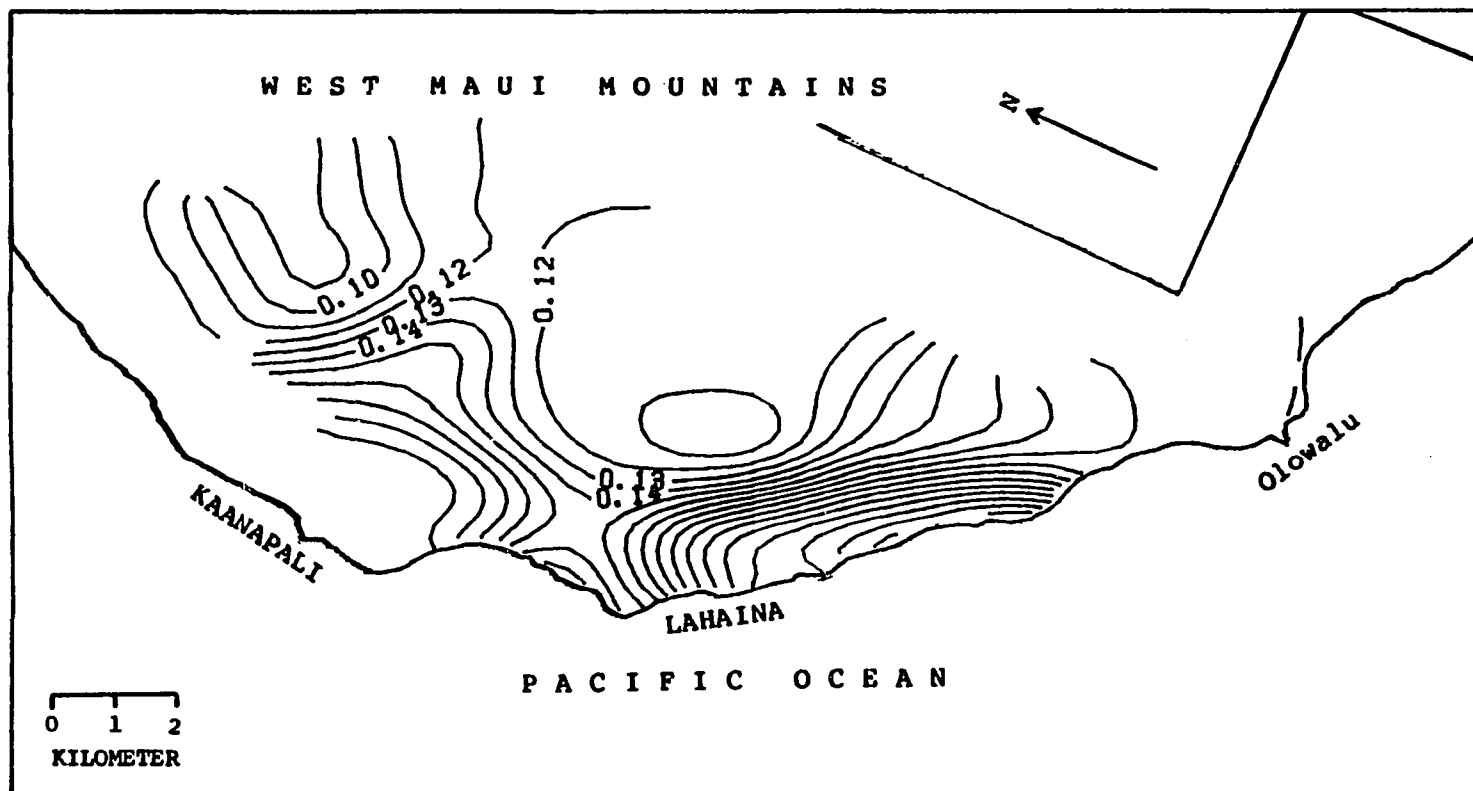 WEST MAUI MOUNTAINS
N
0.10
0.12
0.13
0.14
0.12
0.13
0.14
Olowalu
KAANAPALI
LAHAINA
PACIFIC OCEAN
0 1 2
KILOMETER